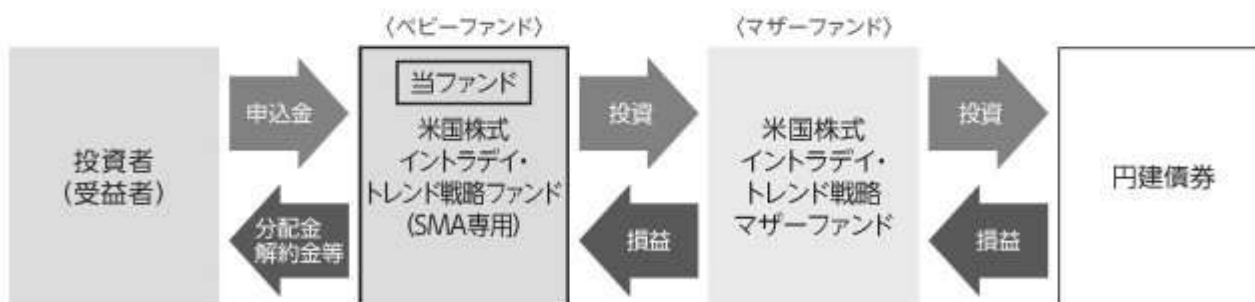 〈ベビーファンド〉
〈マザーファンド〉
投資者
(受益者)
申込金
分配金
解約金等
当ファンド
米国株式
イントラデイ・
トレンド戦略ファンド
(SMA専用)
投資
損益
米国株式
イントラデイ・
トレンド戦略
マザーファンド
投資
損益
円建債券